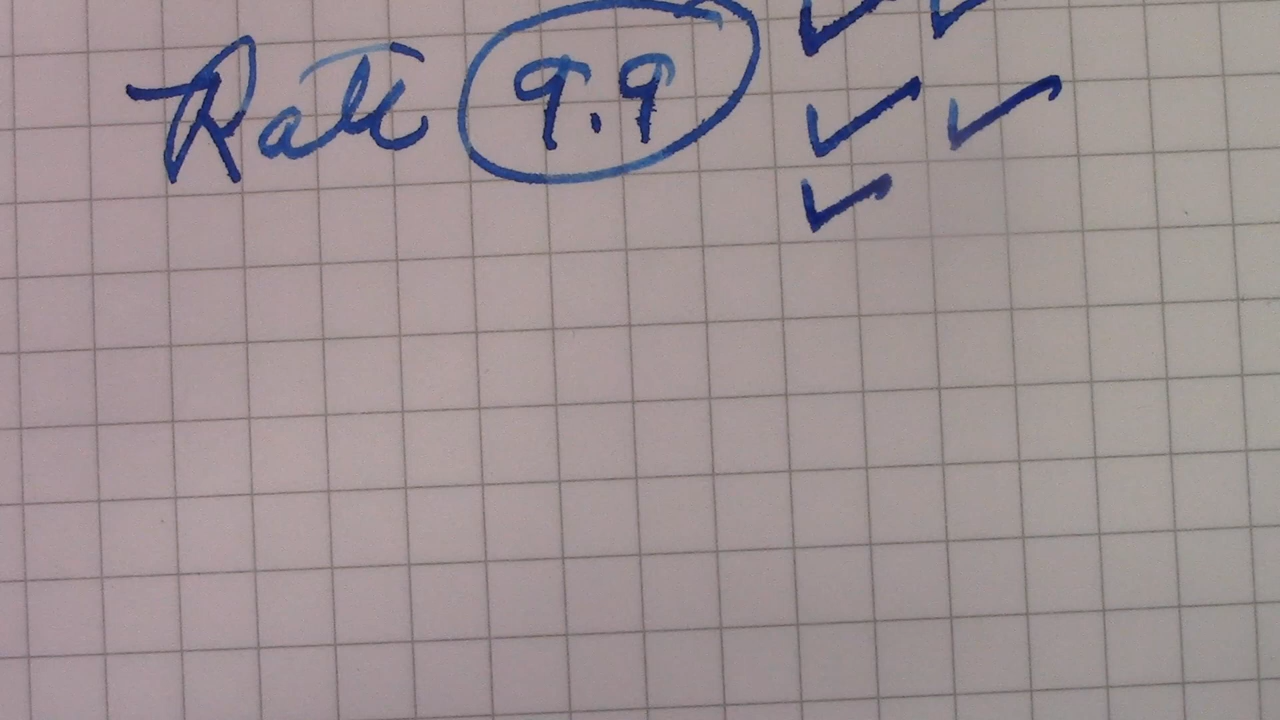 Rate 9.9 ✓ ✓
✓ ✓
✓